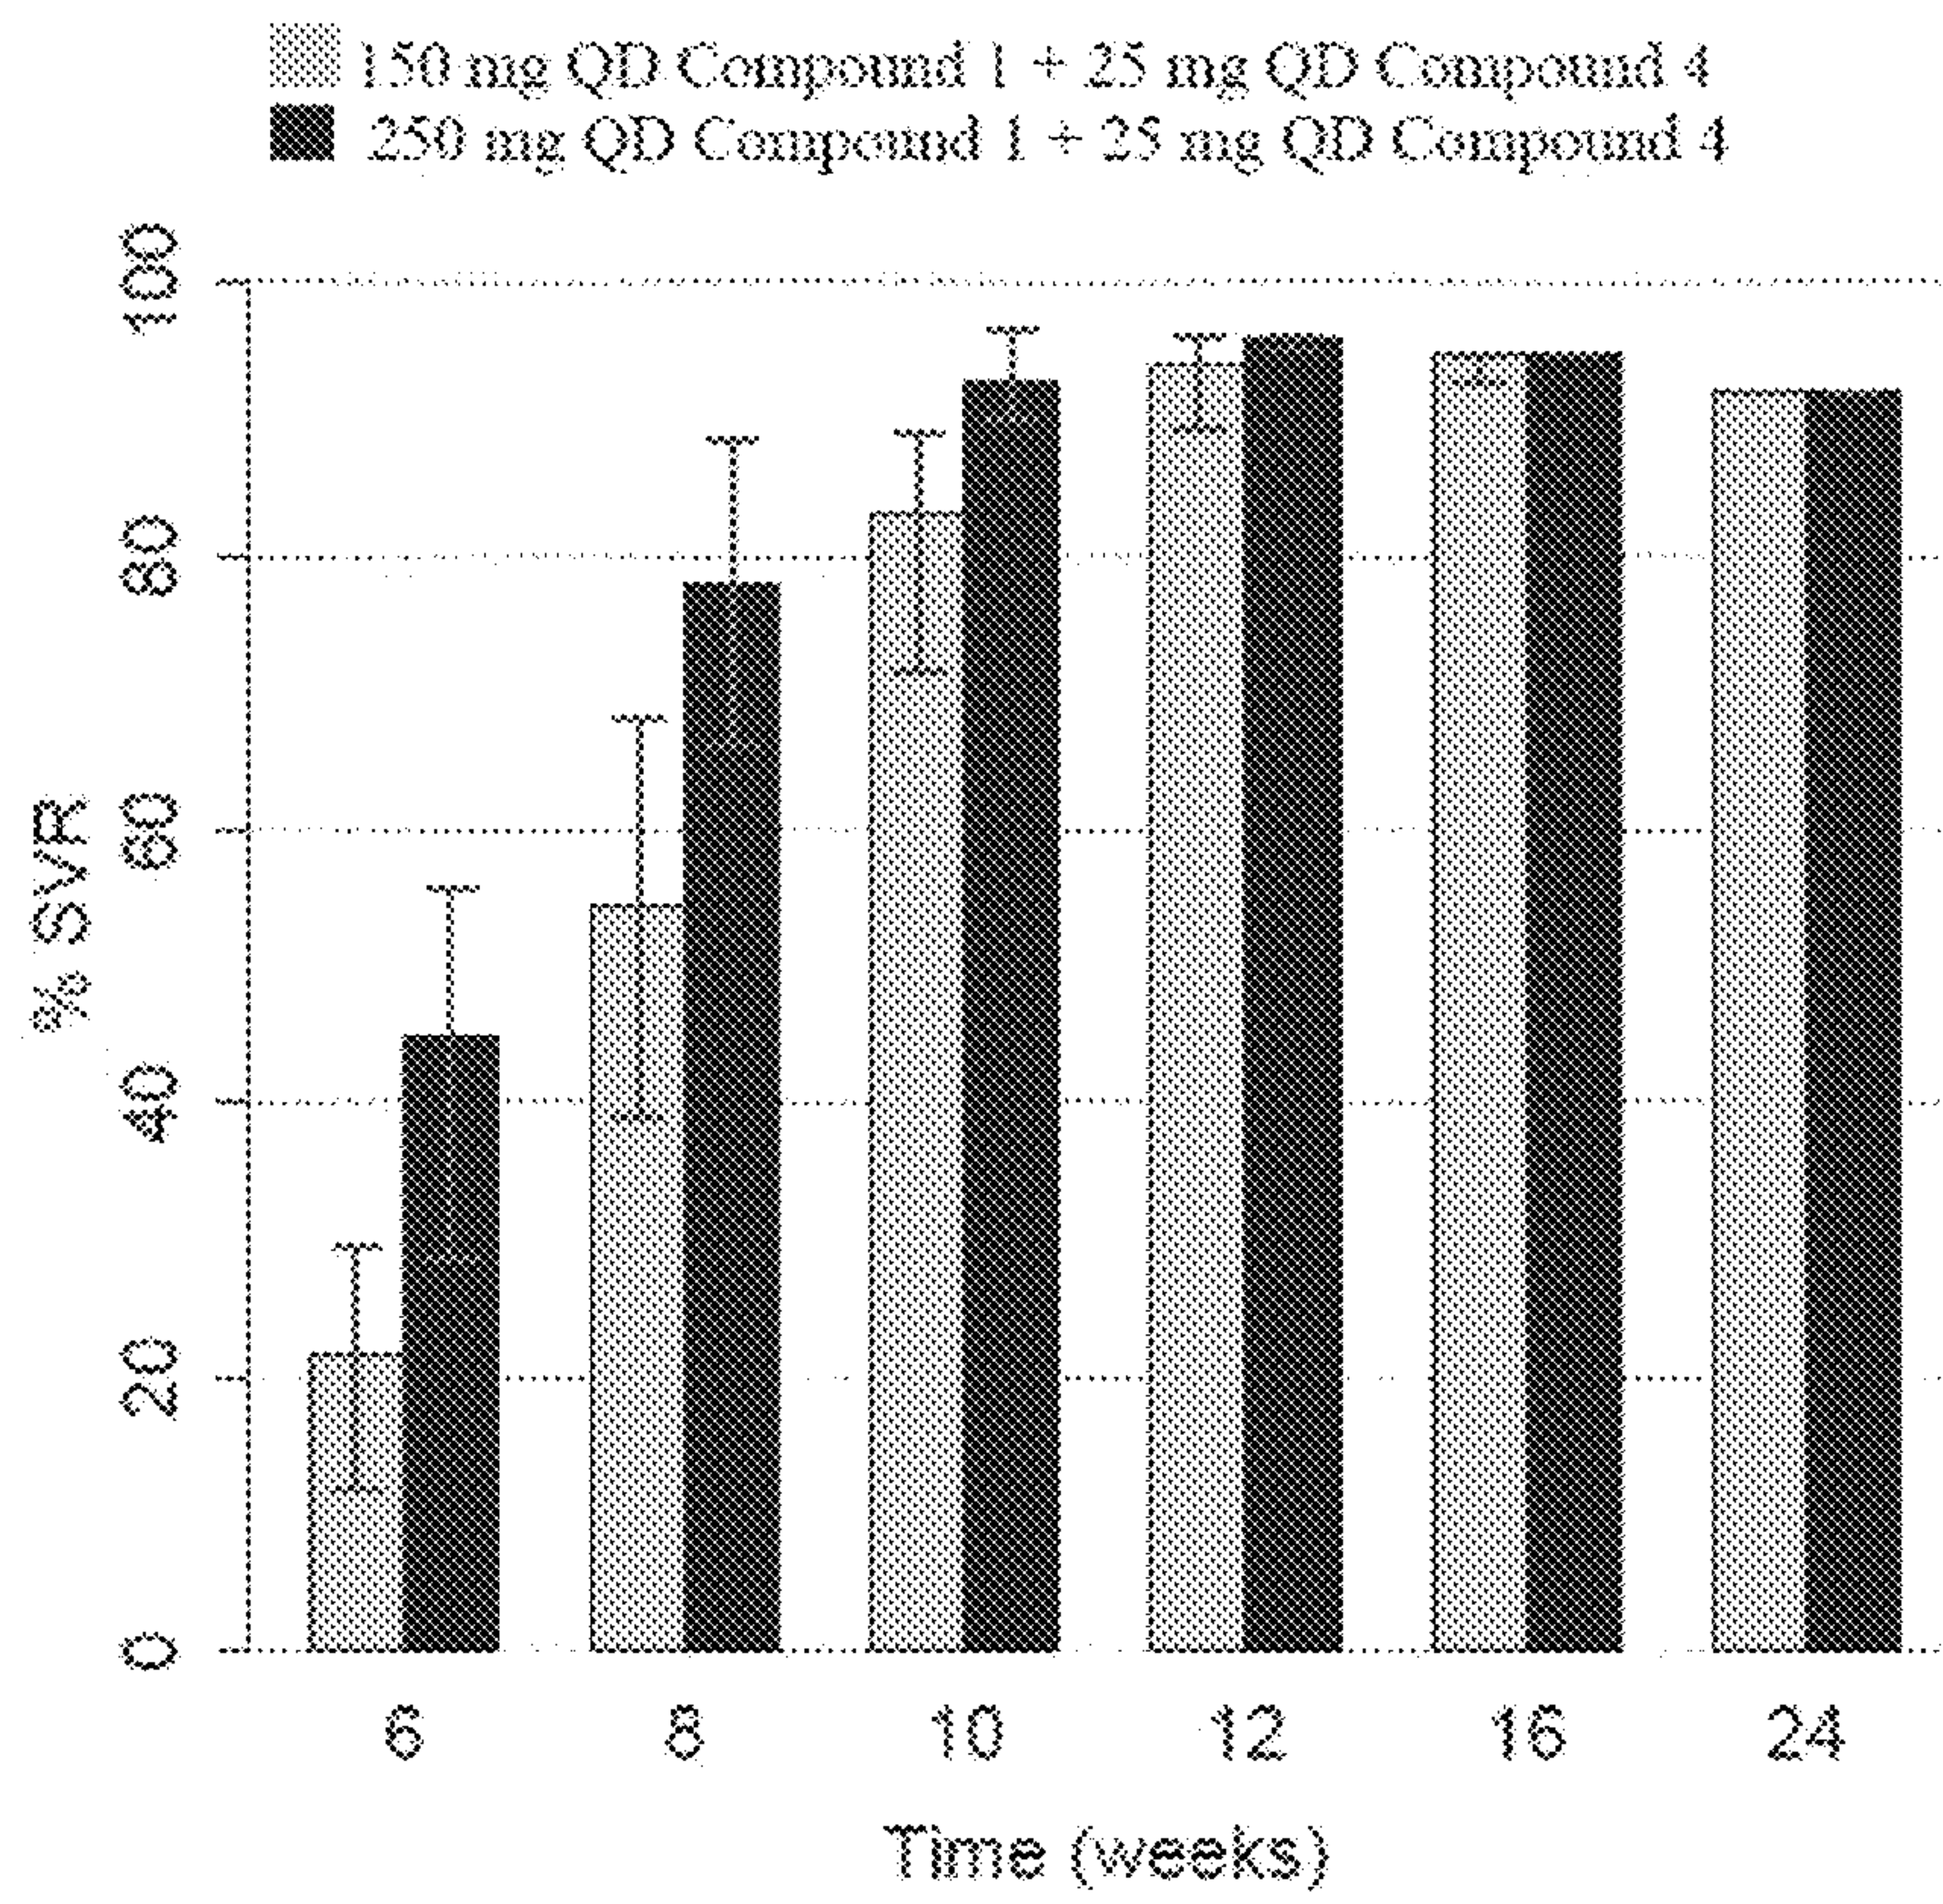 150 mg QD Compound 1 + 25 mg QD Compound 4
250 mg QD Compound 1 + 25 mg QD Compound 4
% SVR
100
80
60
40
20
0
6 8 10 12 16 24
Time (weeks)